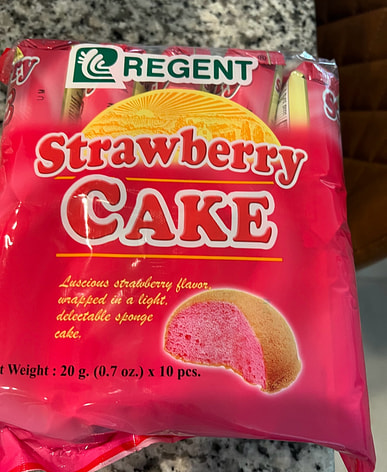 REGENT
Strawberry
CAKE
Luscious strawberry flavor
wrapped in a light,
delectable sponge
cake.
t Weight : 20 g. (0.7 oz.) x 10 pcs.